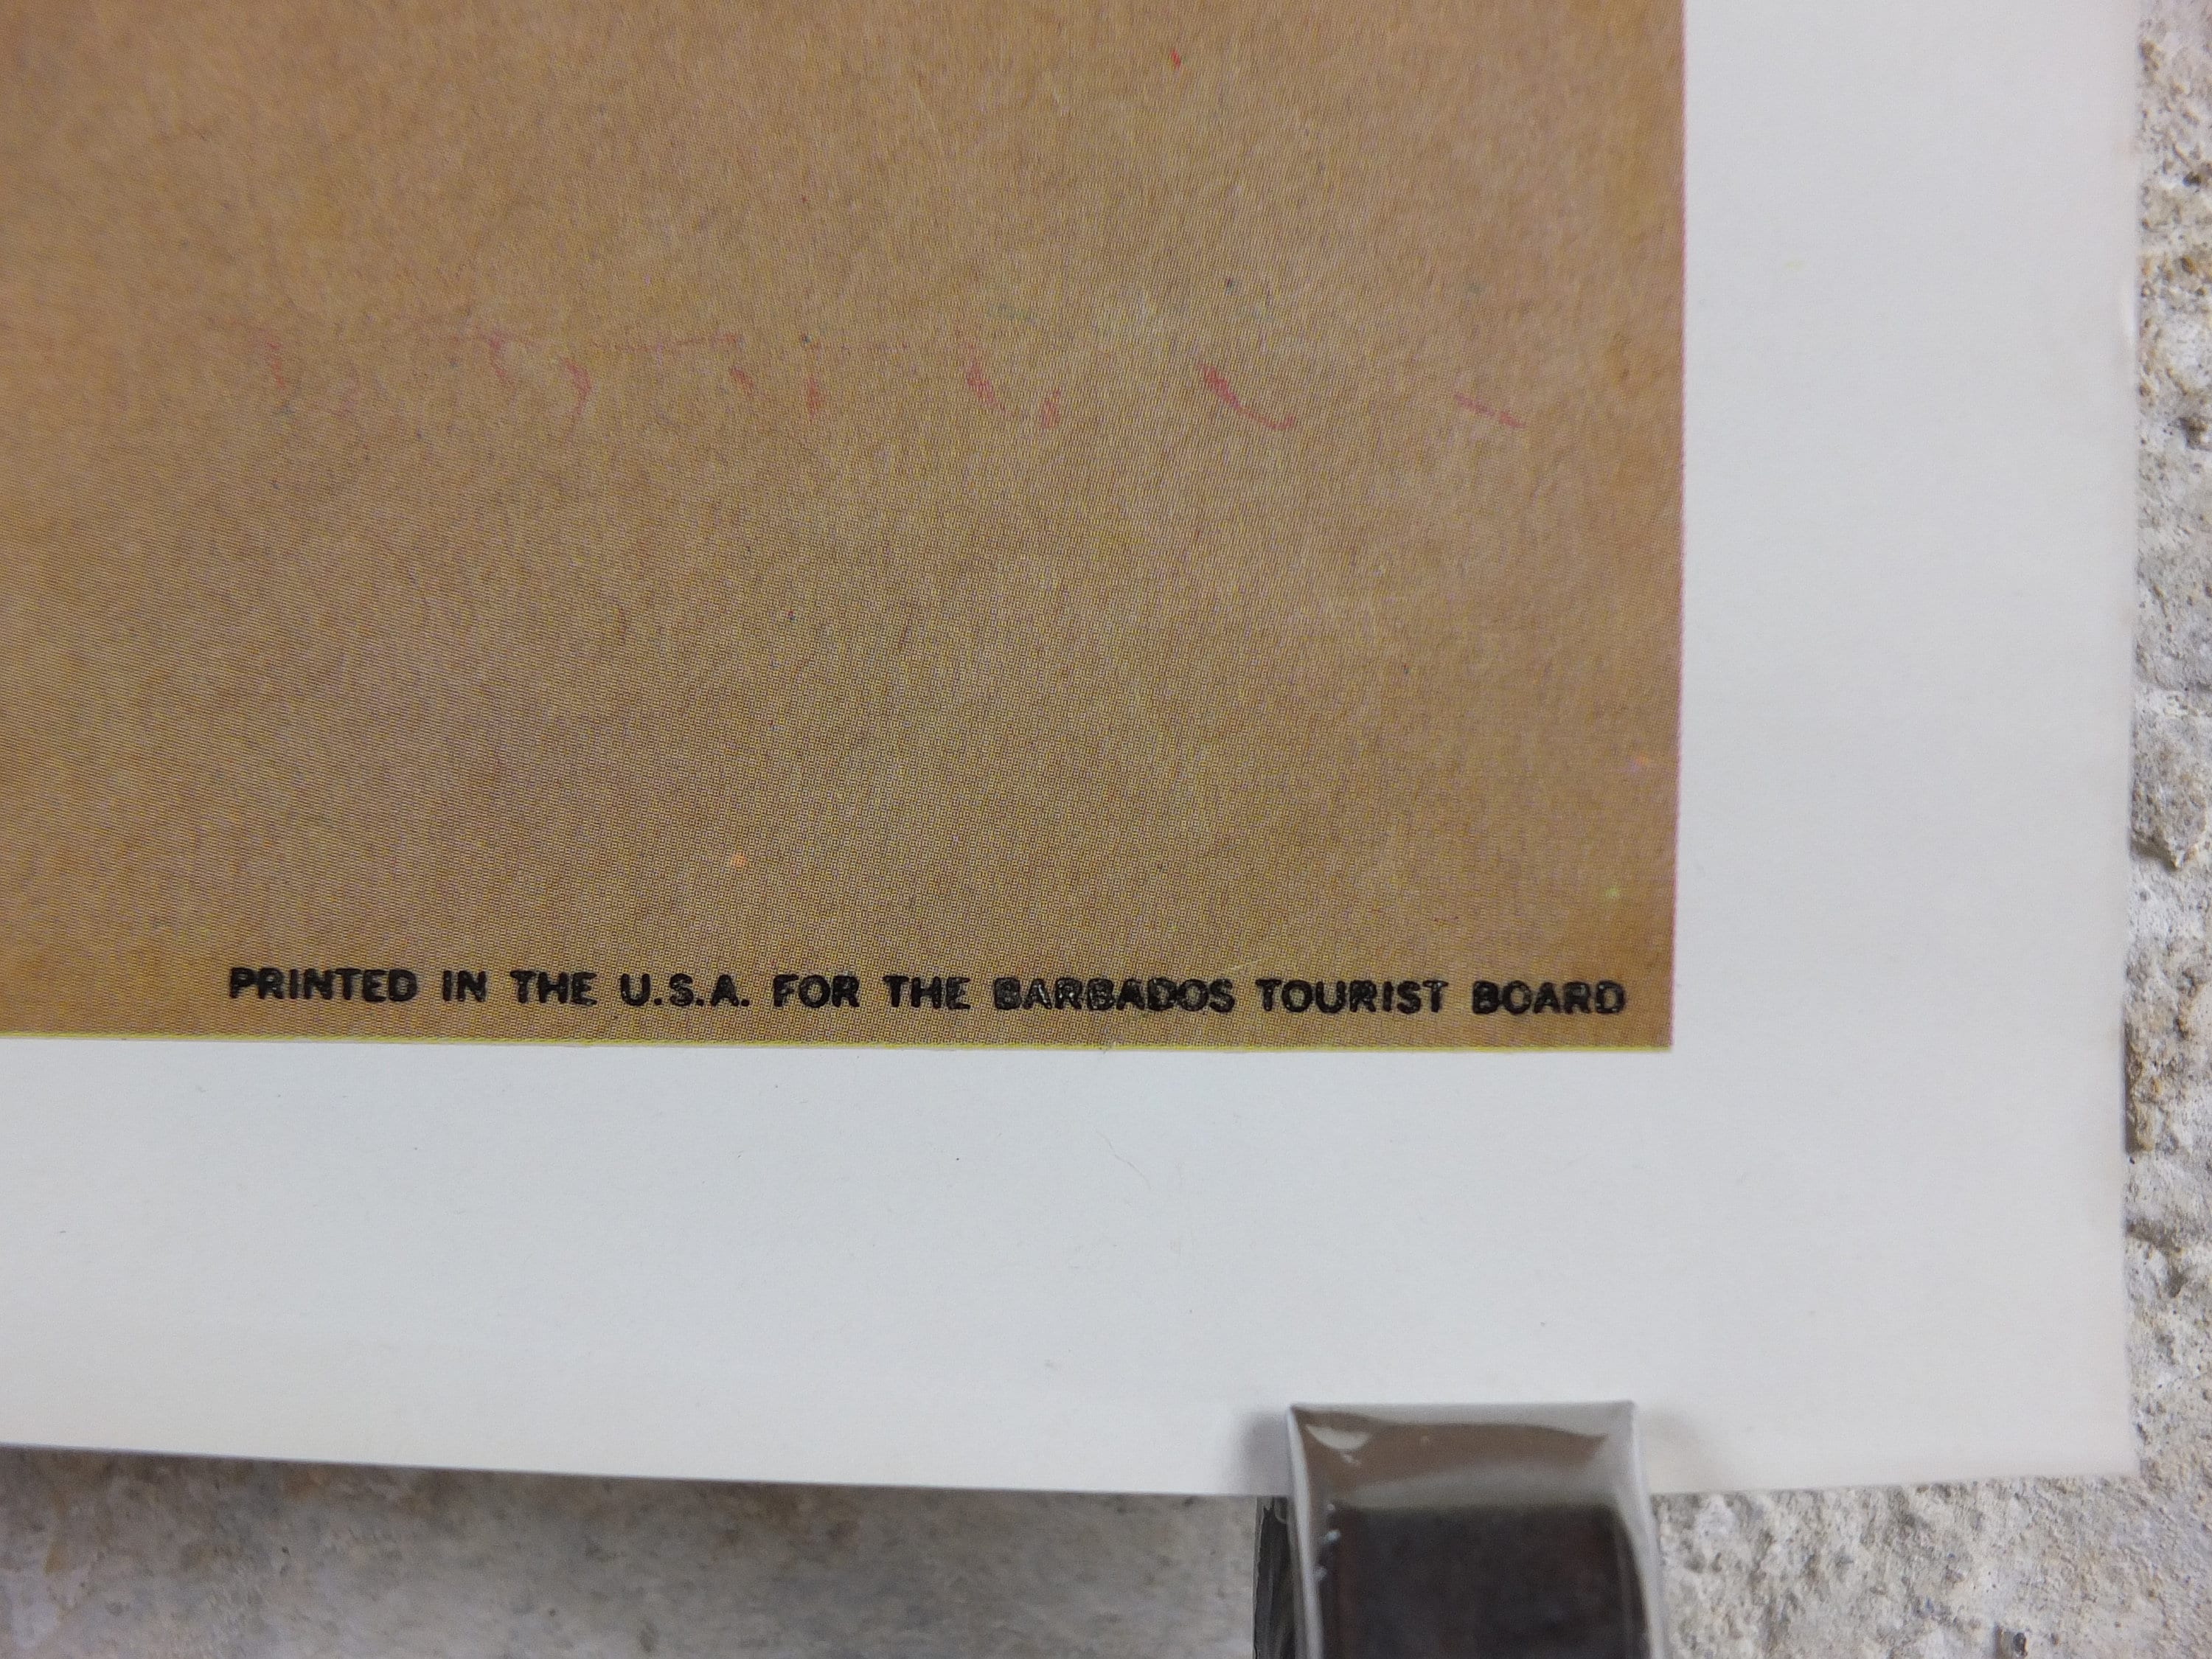 PRINTED IN THE U.S.A. FOR THE BARBADOS TOURIST BOARD